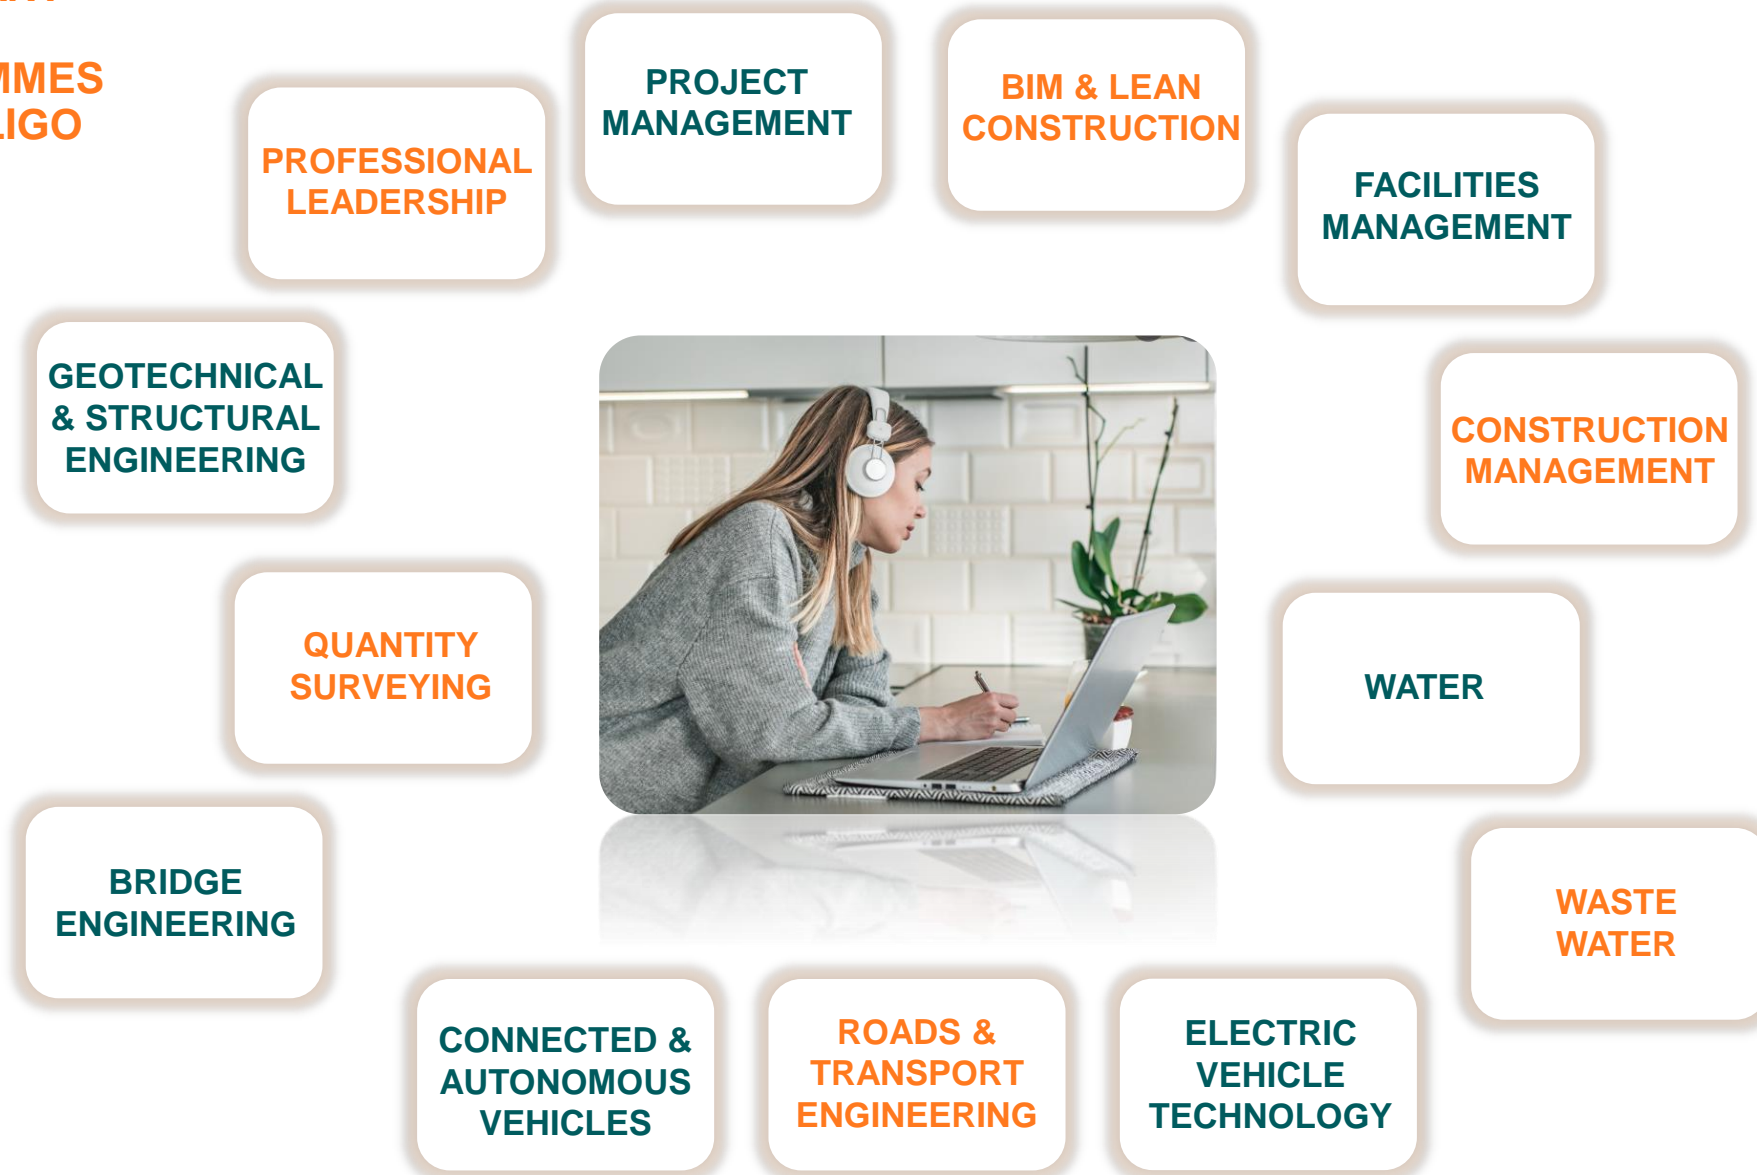 PROJECT
MANAGEMENT
BIM & LEAN
CONSTRUCTION
PROFESSIONAL
LEADERSHIP
FACILITIES
MANAGEMENT
GEOTECHNICAL
& STRUCTURAL
ENGINEERING
CONSTRUCTION
MANAGEMENT
QUANTITY
SURVEYING
WATER
BRIDGE
ENGINEERING
WASTE
WATER
CONNECTED &
AUTONOMOUS
VEHICLES
ROADS &
TRANSPORT
ENGINEERING
ELECTRIC
VEHICLE
TECHNOLOGY